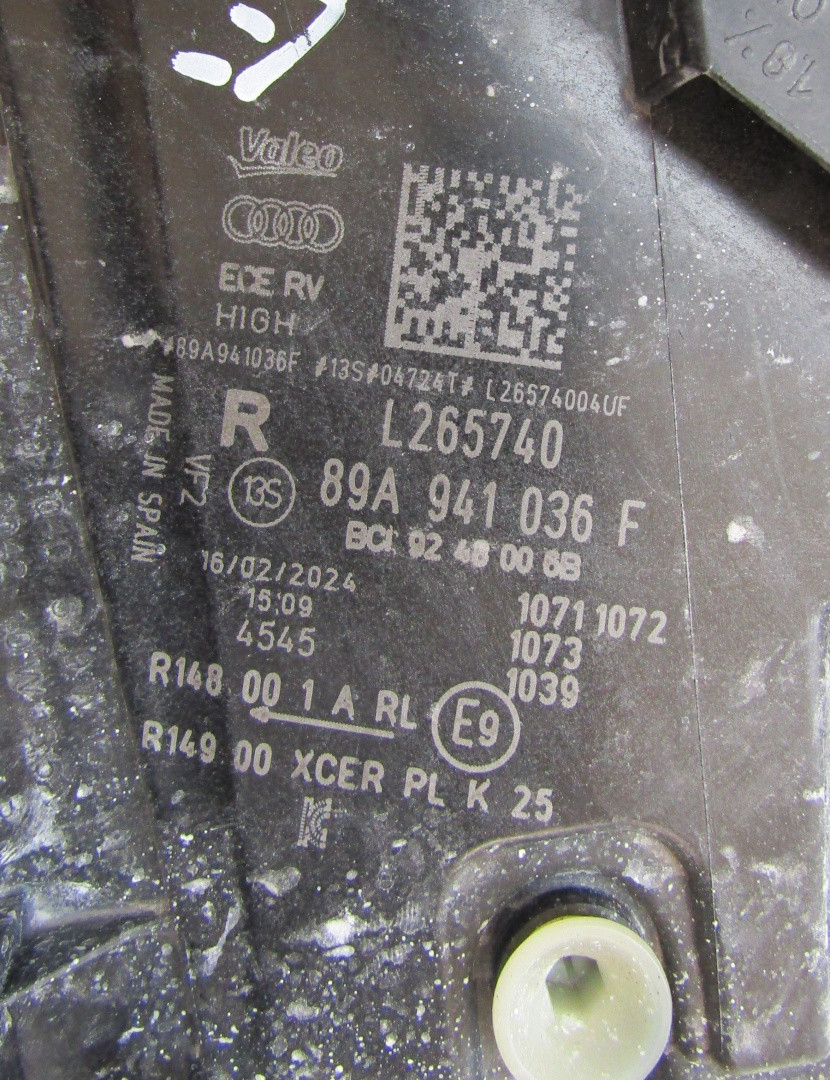 18%
Valeo
ECE RV
HIGH
#89A941036F #13S#04724T# L26574004UF
R L265740
MADE IN SPAIN
VF2
13S 89A 941 036 F
BCI 92 48 00 6B
16/02/2024
15:09
4545
1071 1072
1073
1039
R148 00 1 A RL E9
R149 00 XCER PL K 25